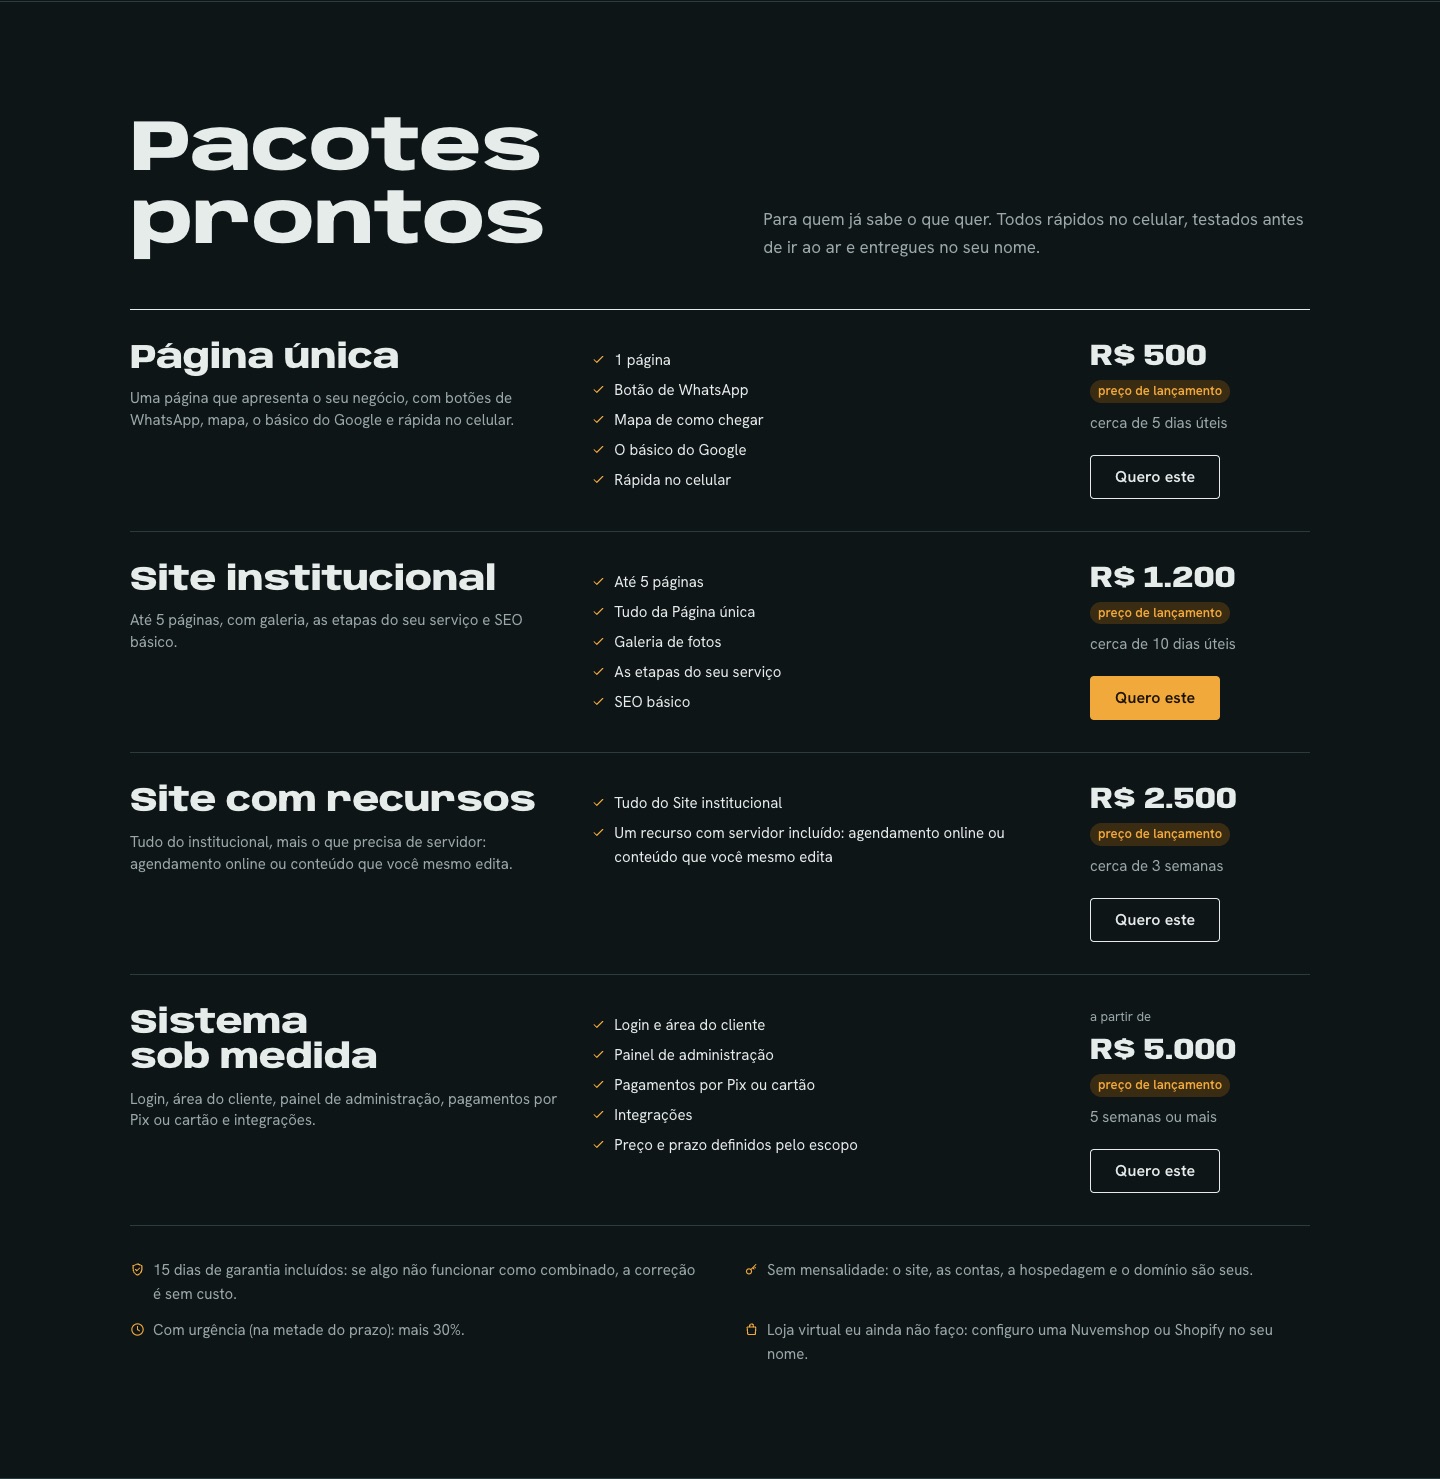 Pacotes
prontos
Para quem já sabe o que quer. Todos rápidos no celular, testados antes
de ir ao ar e entregues no seu nome.
Página única
Uma página que apresenta o seu negócio, com botões de
WhatsApp, mapa, o básico do Google e rápida no celular.
1 página
Botão de WhatsApp
Mapa de como chegar
O básico do Google
Rápida no celular
R$ 500
preço de lançamento
cerca de 5 dias úteis
Quero este
Site institucional
Até 5 páginas, com galeria, as etapas do seu serviço e SEO
básico.
Até 5 páginas
Tudo da Página única
Galeria de fotos
As etapas do seu serviço
SEO básico
R$ 1.200
preço de lançamento
cerca de 10 dias úteis
Quero este
Site com recursos
Tudo do institucional, mais o que precisa de servidor:
agendamento online ou conteúdo que você mesmo edita.
Tudo do Site institucional
Um recurso com servidor incluído: agendamento online ou
conteúdo que você mesmo edita
R$ 2.500
preço de lançamento
cerca de 3 semanas
Quero este
Sistema
sob medida
Login, área do cliente, painel de administração, pagamentos por
Pix ou cartão e integrações.
Login e área do cliente
Painel de administração
Pagamentos por Pix ou cartão
Integrações
Preço e prazo definidos pelo escopo
a partir de
R$ 5.000
preço de lançamento
5 semanas ou mais
Quero este
15 dias de garantia incluídos: se algo não funcionar como combinado, a correção
é sem custo.
Sem mensalidade: o site, as contas, a hospedagem e o domínio são seus.
Com urgência (na metade do prazo): mais 30%.
Loja virtual eu ainda não faço: configuro uma Nuvemshop ou Shopify no seu
nome.